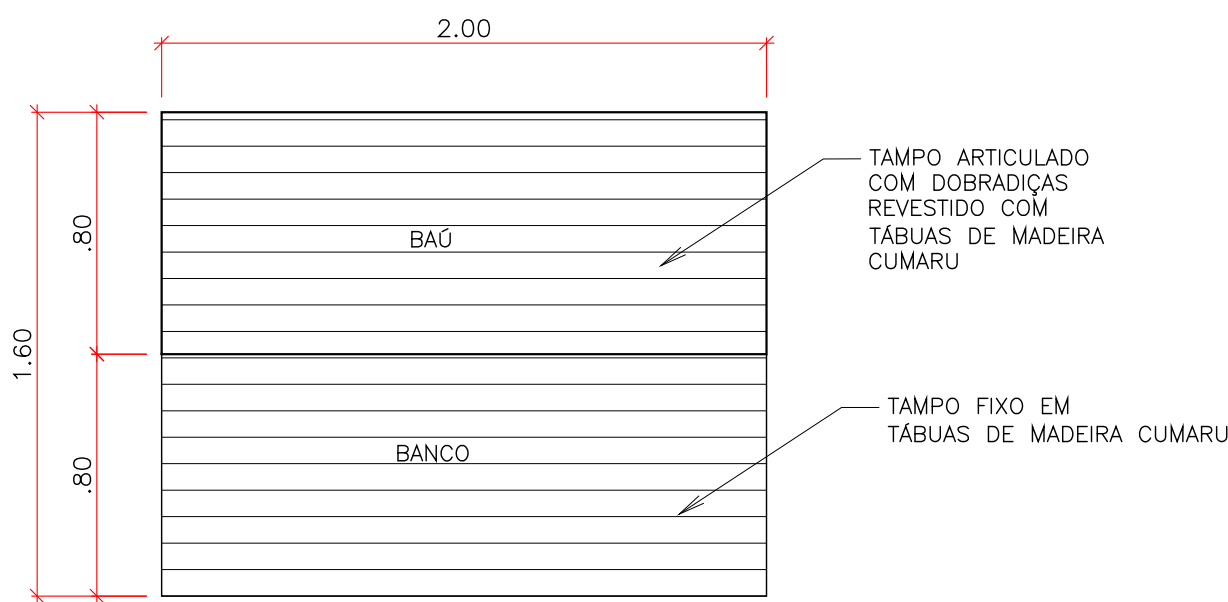 2.00
TAMPO ARTICULADO
COM DOBRADIÇAS
REVESTIDO COM
TÁBUAS DE MADEIRA
CUMARU
.80
BAÚ
1.60
TAMPO FIXO EM
TÁBUAS DE MADEIRA CUMARU
BANCO
.80